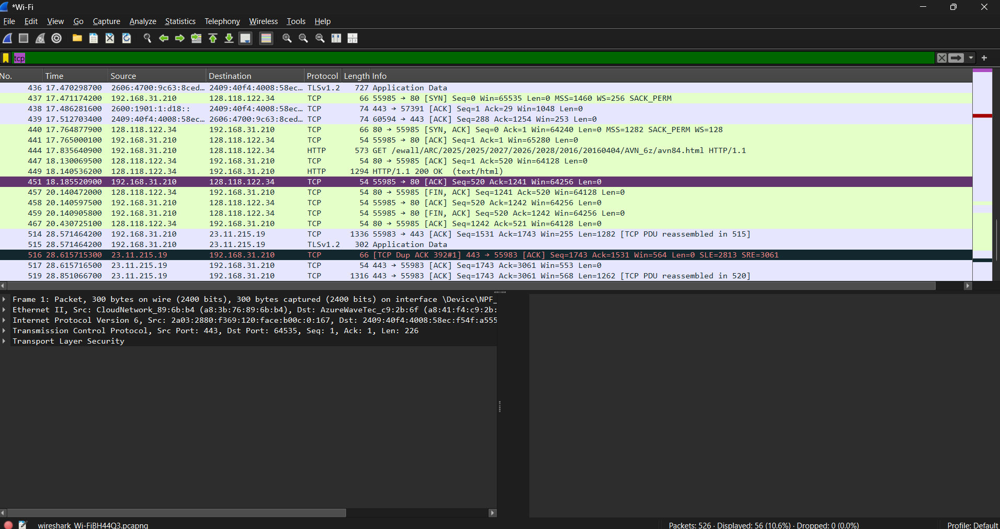 *Wi-Fi
File Edit View Go Capture Analyze Statistics Telephony Wireless Tools Help
tcp
No. Time Source Destination Protocol Length Info
436 17.470298700 2606:4700:9c63:8ced… 2409:40f4:4008:58ec… TLSv1.2 727 Application Data
437 17.471174200 192.168.31.210 128.118.122.34 TCP 66 55985 → 80 [SYN] Seq=0 Win=65535 Len=0 MSS=1460 WS=256 SACK_PERM
438 17.486281600 2600:1901:1:d18:: 2409:40f4:4008:58ec… TCP 74 443 → 57391 [ACK] Seq=1 Ack=29 Win=1048 Len=0
439 17.512703400 2409:40f4:4008:58ec… 2606:4700:9c63:8ced… TCP 74 60594 → 443 [ACK] Seq=288 Ack=1254 Win=253 Len=0
440 17.764877900 128.118.122.34 192.168.31.210 TCP 66 80 → 55985 [SYN, ACK] Seq=0 Ack=1 Win=64240 Len=0 MSS=1282 SACK_PERM WS=128
441 17.765000100 192.168.31.210 128.118.122.34 TCP 54 55985 → 80 [ACK] Seq=1 Ack=1 Win=65280 Len=0
444 17.835640900 192.168.31.210 128.118.122.34 HTTP 573 GET /ewall/ARC/2025/2025/2027/2026/2028/2016/20160404/AVN_6z/avn84.html HTTP/1.1
447 18.130069500 128.118.122.34 192.168.31.210 TCP 54 80 → 55985 [ACK] Seq=1 Ack=520 Win=64128 Len=0
449 18.140536200 128.118.122.34 192.168.31.210 HTTP 1294 HTTP/1.1 200 OK (text/html)
451 18.185520900 192.168.31.210 128.118.122.34 TCP 54 55985 → 80 [ACK] Seq=520 Ack=1241 Win=64256 Len=0
457 20.140472000 128.118.122.34 192.168.31.210 TCP 54 80 → 55985 [FIN, ACK] Seq=1241 Ack=520 Win=64128 Len=0
458 20.140597500 192.168.31.210 128.118.122.34 TCP 54 55985 → 80 [ACK] Seq=520 Ack=1242 Win=64256 Len=0
459 20.140905800 192.168.31.210 128.118.122.34 TCP 54 55985 → 80 [FIN, ACK] Seq=520 Ack=1242 Win=64256 Len=0
467 20.430725100 128.118.122.34 192.168.31.210 TCP 54 80 → 55985 [ACK] Seq=1242 Ack=521 Win=64128 Len=0
514 28.571464200 192.168.31.210 23.11.215.19 TCP 1336 55983 → 443 [ACK] Seq=1531 Ack=1743 Win=255 Len=1282 [TCP PDU reassembled in 515]
515 28.571464200 192.168.31.210 23.11.215.19 TLSv1.2 302 Application Data
516 28.615715300 23.11.215.19 192.168.31.210 TCP 66 [TCP Dup ACK 392#1] 443 → 55983 [ACK] Seq=1743 Ack=1531 Win=564 Len=0 SLE=2813 SRE=3061
517 28.615716500 23.11.215.19 192.168.31.210 TCP 54 443 → 55983 [ACK] Seq=1743 Ack=3061 Win=553 Len=0
519 28.851066700 23.11.215.19 192.168.31.210 TCP 1316 443 → 55983 [ACK] Seq=1743 Ack=3061 Win=568 Len=1262 [TCP PDU reassembled in 520]
Frame 1: Packet, 300 bytes on wire (2400 bits), 300 bytes captured (2400 bits) on interface \Device\NPF_
Ethernet II, Src: CloudNetwork_89:6b:b4 (a8:3b:76:89:6b:b4), Dst: AzureWaveTec_c9:2b:6f (a8:41:f4:c9:2b:
Internet Protocol Version 6, Src: 2a03:2880:f369:120:face:b00c:0:167, Dst: 2409:40f4:4008:58ec:f54f:a555
Transmission Control Protocol, Src Port: 443, Dst Port: 64535, Seq: 1, Ack: 1, Len: 226
Transport Layer Security
wireshark_Wi-FiBH44Q3.pcapng
Packets: 526 · Displayed: 56 (10.6%) · Dropped: 0 (0.0%)
Profile: Default